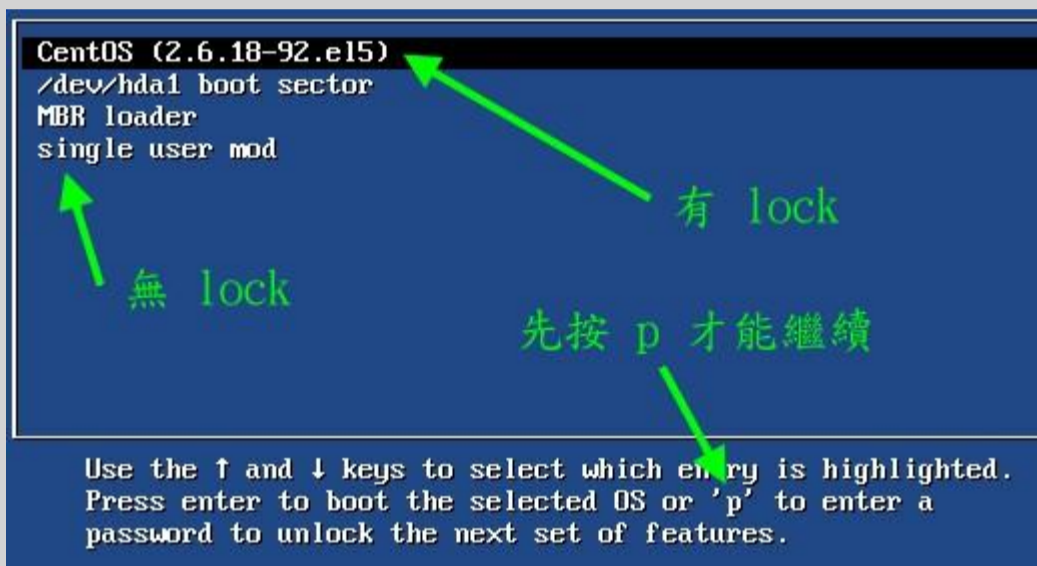 CentOS (2.6.18-92.el5)
/dev/hda1 boot sector
MBR loader
single user mod
有 lock
無 lock
先按 p 才能繼續
Use the ↑ and ↓ keys to select which entry is highlighted.
Press enter to boot the selected OS or 'p' to enter a
password to unlock the next set of features.